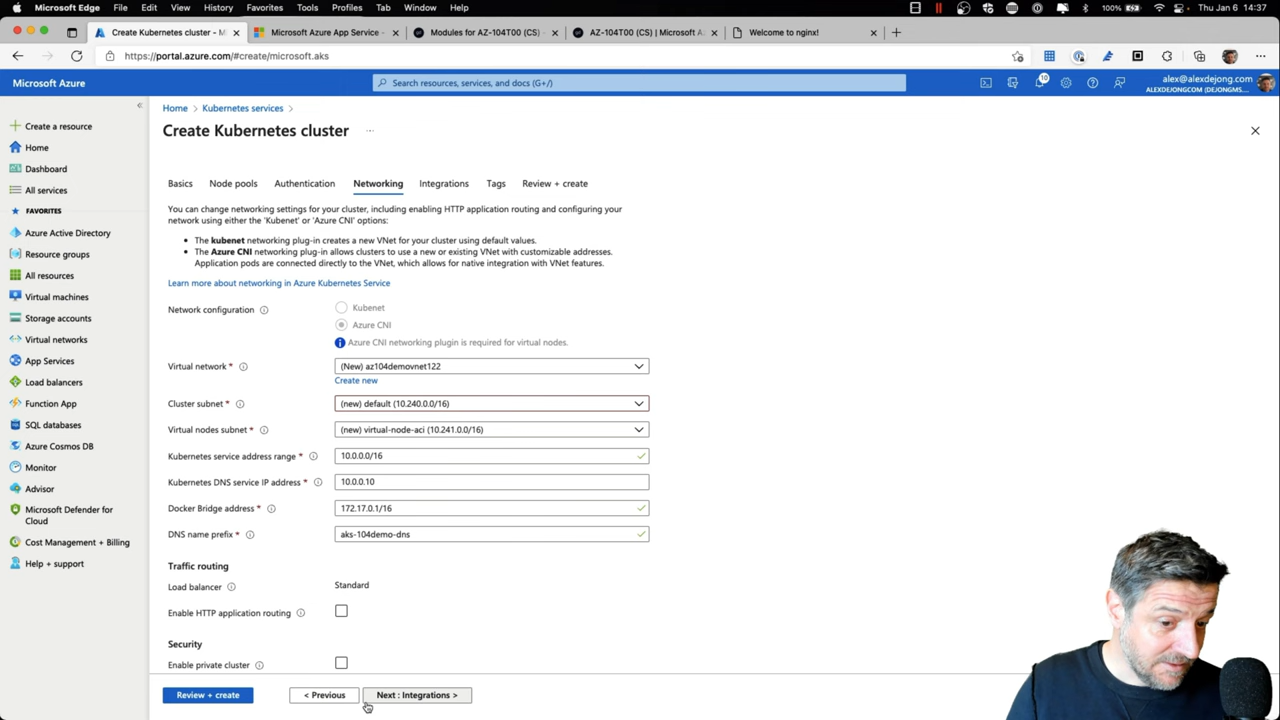 Microsoft Edge File Edit View History Favorites Tools Profiles Tab Window Help
100%
Thu Jan 6 14:37
Create Kubernetes cluster - M
Microsoft Azure App Service -
Modules for AZ-104T00 (CS) -
AZ-104T00 (CS) | Microsoft Az
Welcome to nginx!
https://portal.azure.com/#create/microsoft.aks
Microsoft Azure
Search resources, services, and docs (G+/)
10
alex@alexdejong.com
ALEXDEJONGCOM (DEJONGMS....
Create a resource
Home
Dashboard
All services
FAVORITES
Azure Active Directory
Resource groups
All resources
Virtual machines
Storage accounts
Virtual networks
App Services
Load balancers
Function App
SQL databases
Azure Cosmos DB
Monitor
Advisor
Microsoft Defender for
Cloud
Cost Management + Billing
Help + support
Home > Kubernetes services >
Create Kubernetes cluster ...
Basics Node pools Authentication Networking Integrations Tags Review + create
You can change networking settings for your cluster, including enabling HTTP application routing and configuring your
network using either the 'Kubenet' or 'Azure CNI' options:
• The kubenet networking plug-in creates a new VNet for your cluster using default values.
• The Azure CNI networking plug-in allows clusters to use a new or existing VNet with customizable addresses.
Application pods are connected directly to the VNet, which allows for native integration with VNet features.
Learn more about networking in Azure Kubernetes Service
Network configuration
Kubenet
Azure CNI
Azure CNI networking plugin is required for virtual nodes.
Virtual network * (New) az104demovnet122
Create new
Cluster subnet * (new) default (10.240.0.0/16)
Virtual nodes subnet * (new) virtual-node-aci (10.241.0.0/16)
Kubernetes service address range * 10.0.0.0/16
Kubernetes DNS service IP address * 10.0.0.10
Docker Bridge address * 172.17.0.1/16
DNS name prefix * aks-104demo-dns
Traffic routing
Load balancer Standard
Enable HTTP application routing
Security
Enable private cluster
Review + create
< Previous
Next : Integrations >